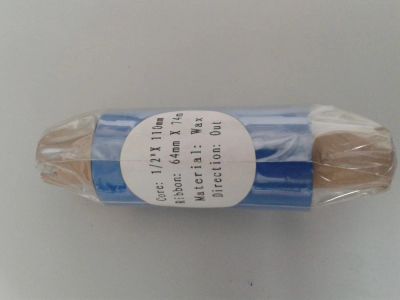 Core: 1/2'X 110mm
Ribbon: 64mm X 74m
Material: Wax
Direction: Out